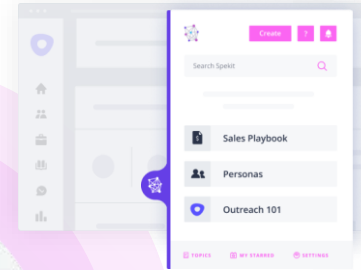 Create
?
Search Spekit
Sales Playbook
Personas
Outreach 101
TOPICS
MY STARRED
SETTINGS